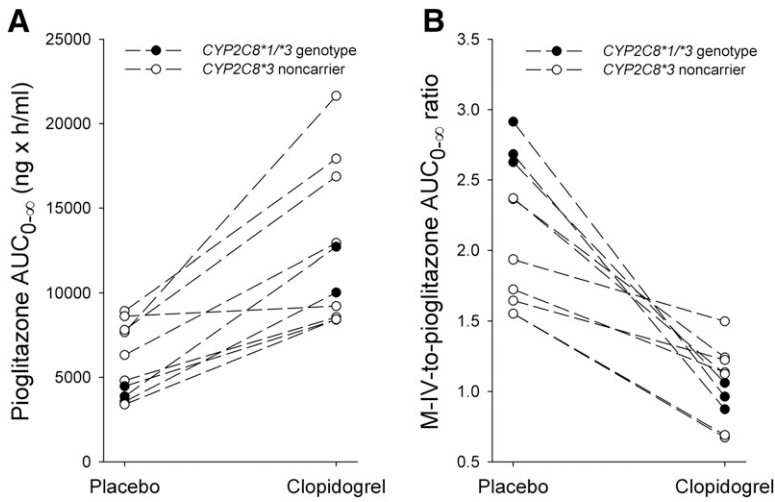 A
Pioglitazone AUC0-∞ (ng x h/ml)
25000
20000
15000
10000
5000
0
CYP2C8*1/*3 genotype
CYP2C8*3 noncarrier
Placebo
Clopidogrel
B
M-IV-to-pioglitazone AUC0-∞ ratio
3.5
3.0
2.5
2.0
1.5
1.0
0.5
CYP2C8*1/*3 genotype
CYP2C8*3 noncarrier
Placebo
Clopidogrel